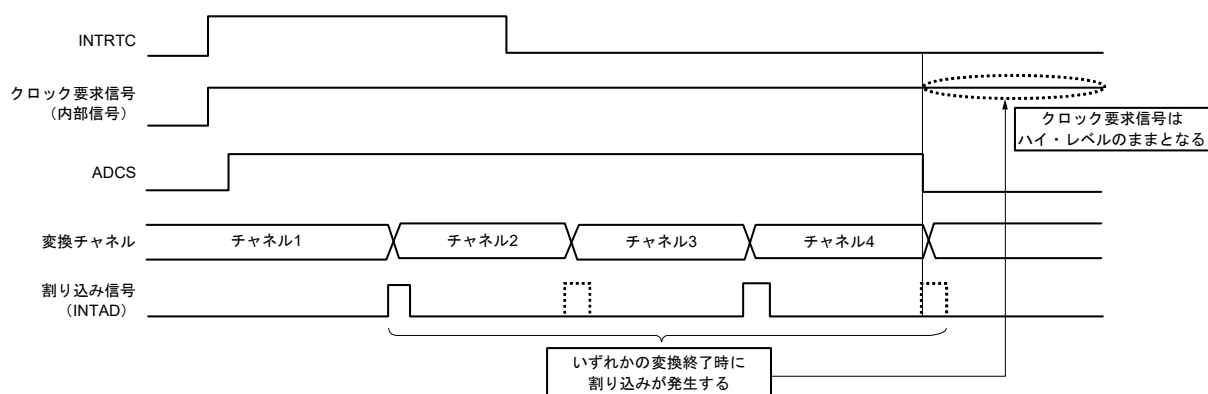 INTRTC
クロック要求信号
（内部信号）
クロック要求信号は
ハイ・レベルのままとなる
ADCS
変換チャネル
チャネル1
チャネル2
チャネル3
チャネル4
割り込み信号
（INTAD）
いずれかの変換終了時に
割り込みが発生する